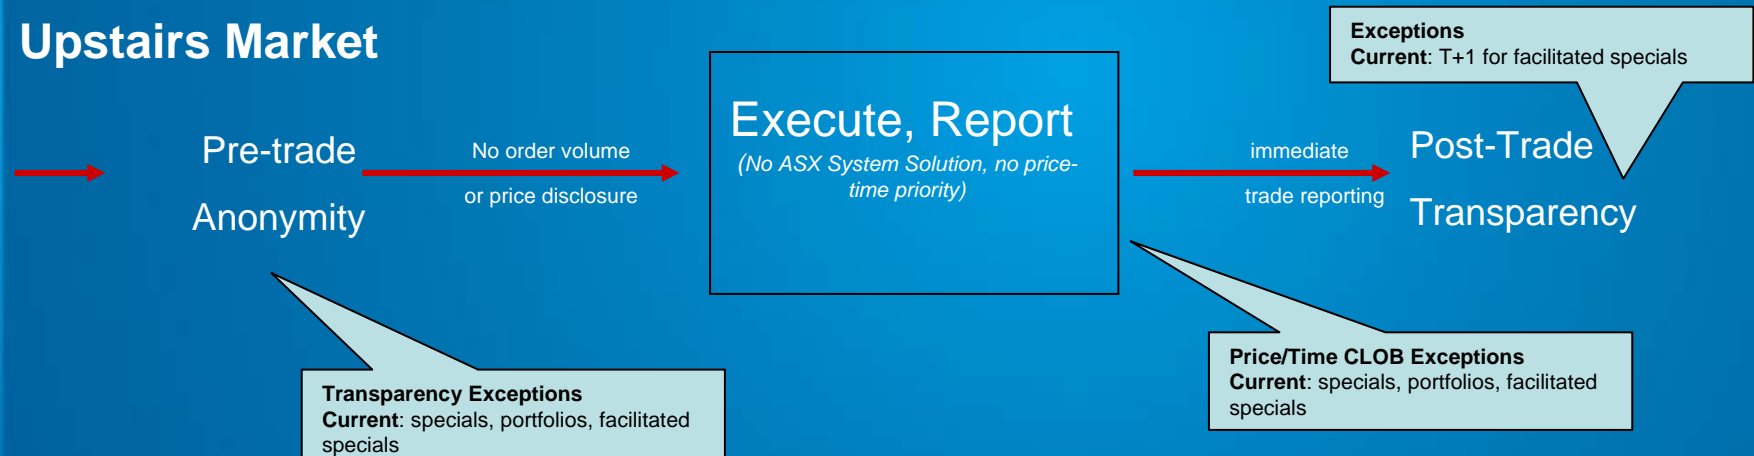 Upstairs Market
Exceptions
Current: T+1 for facilitated specials
Pre-trade
Anonymity
No order volume
or price disclosure
Execute, Report
(No ASX System Solution, no price-
time priority)
immediate
trade reporting
Post-Trade
Transparency
Transparency Exceptions
Current: specials, portfolios, facilitated
specials
Price/Time CLOB Exceptions
Current: specials, portfolios, facilitated
specials